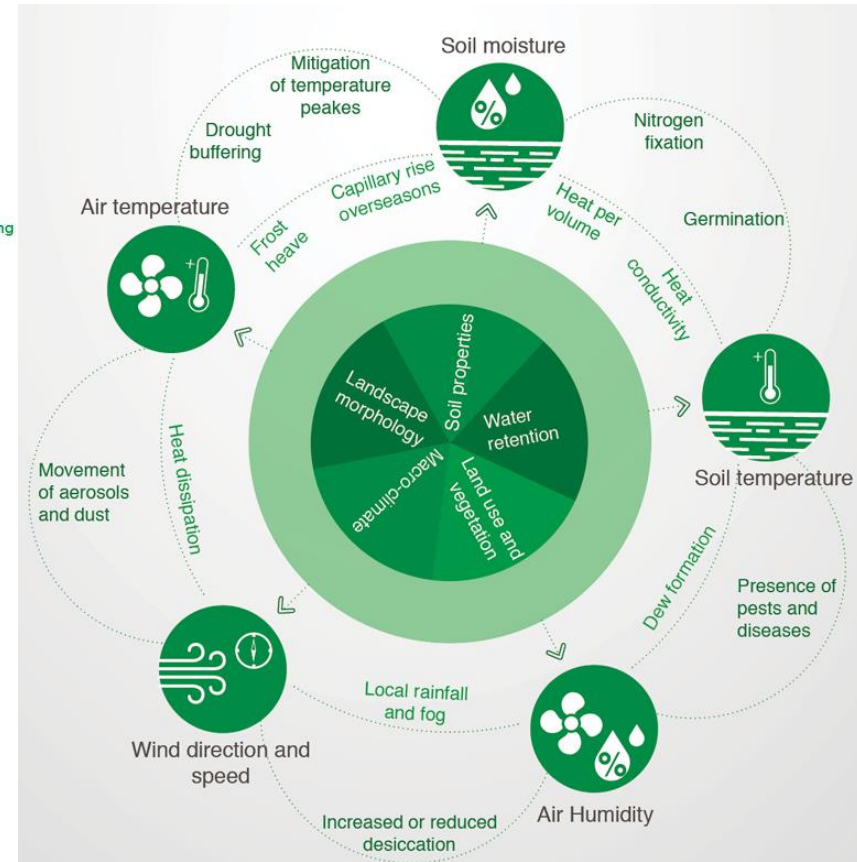 Soil moisture
Mitigation
of temperature
peakes
Drought
buffering
Nitrogen
fixation
Capillary rise
overseasons
Heat per
volume
Air temperature
ng
Frost
heave
Germination
Heat
conductivity
Soil properties
Landscape
morphology
Water
retention
Macro-climate
Land use and
vegetation
Heat dissipation
Movement
of aerosols
and dust
Soil temperature
Dew formation
Presence of
pests and
diseases
Local rainfall
and fog
Wind direction and
speed
%
%
Air Humidity
Increased or reduced
desiccation